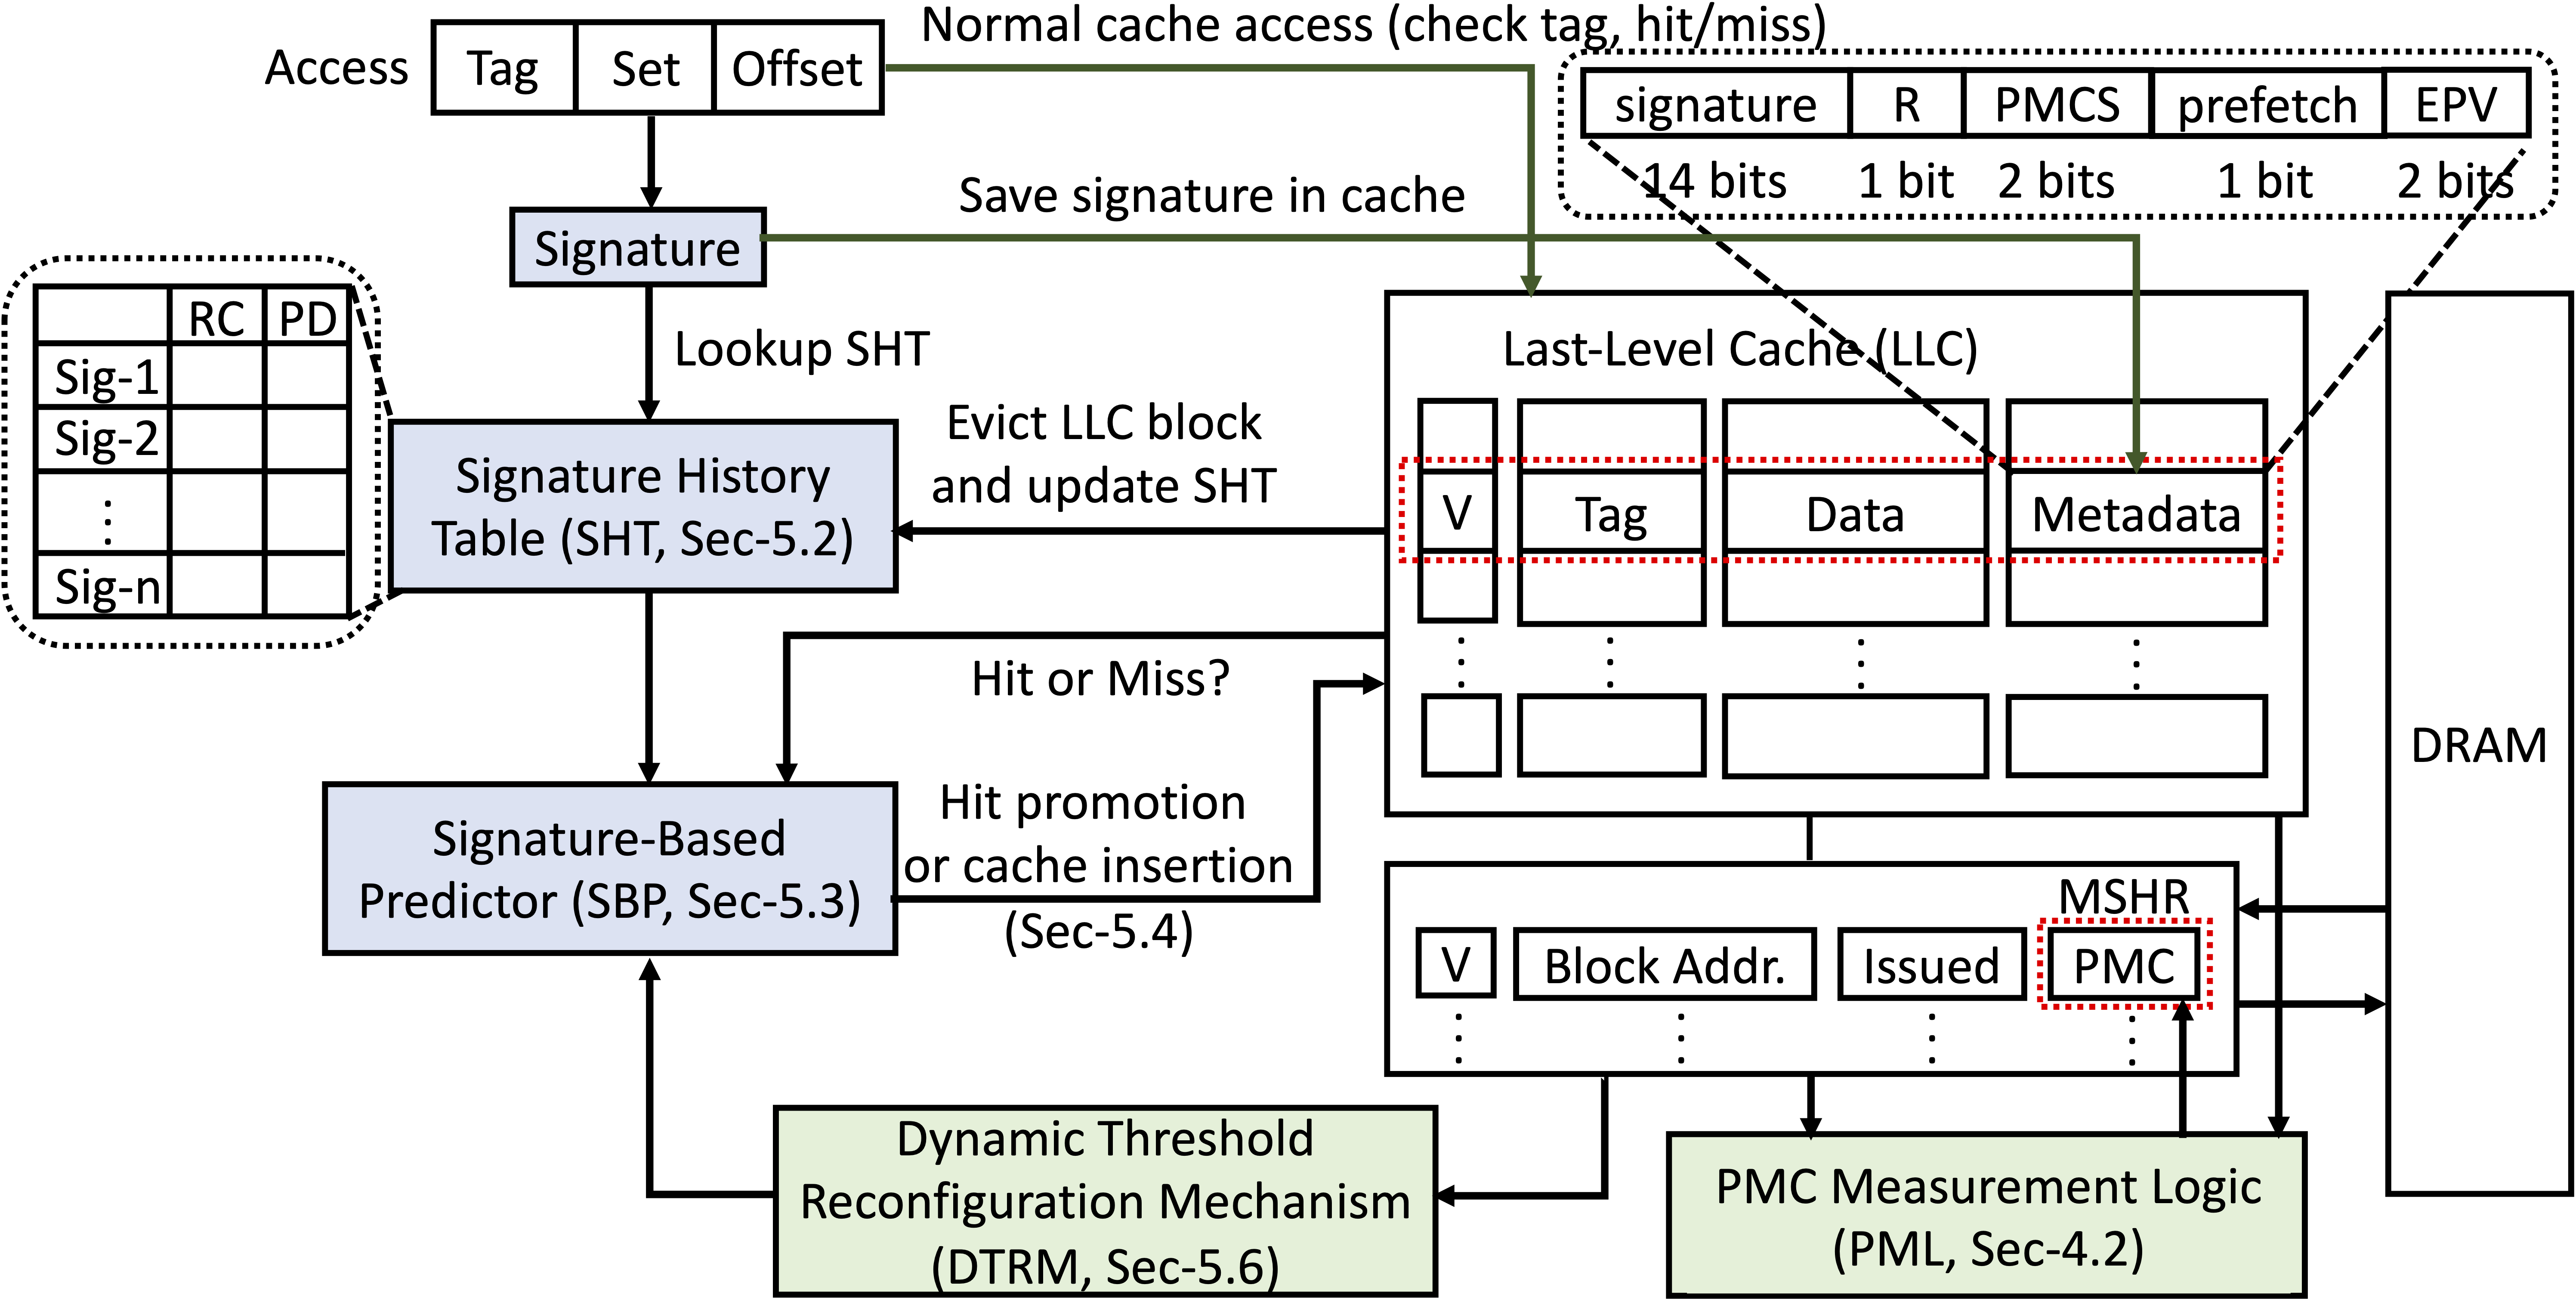 Normal cache access (check tag, hit/miss)
Access
Tag Set Offset
signature R PMCS prefetch EPV
14 bits 1 bit 2 bits 1 bit 2 bits
Save signature in cache
Signature
RC PD
Sig-1
Sig-2
Sig-n
Lookup SHT
Last-Level Cache (LLC)
Evict LLC block
and update SHT
Signature History
Table (SHT, Sec-5.2)
V Tag Data Metadata
Hit or Miss?
DRAM
Hit promotion
or cache insertion
(Sec-5.4)
Signature-Based
Predictor (SBP, Sec-5.3)
MSHR
V Block Addr. Issued PMC
Dynamic Threshold
Reconfiguration Mechanism
(DTRM, Sec-5.6)
PMC Measurement Logic
(PML, Sec-4.2)